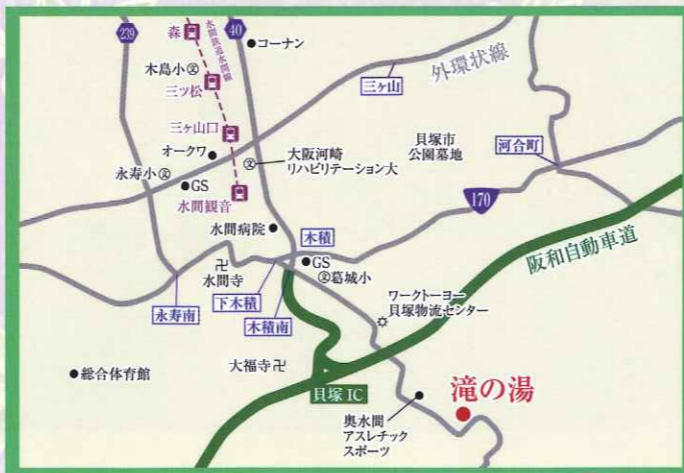 239
森
水間鉄道水間線
40
コーナン
木島小
文
三ツ松
三ヶ山
外環状線
三ヶ山口
オークワ
文
大阪河﨑
リハビリテーション大
貝塚市
公園墓地
河合町
永寿小
文
GS
水間観音
170
水間病院
木積
GS
阪和自動車道
卍
水間寺
文
葛城小
下木積
永寿南
木積南
ワークトーヨー
貝塚物流センター
総合体育館
大福寺卍
貝塚 IC
滝の湯
奥水間
アスレチック
スポーツ